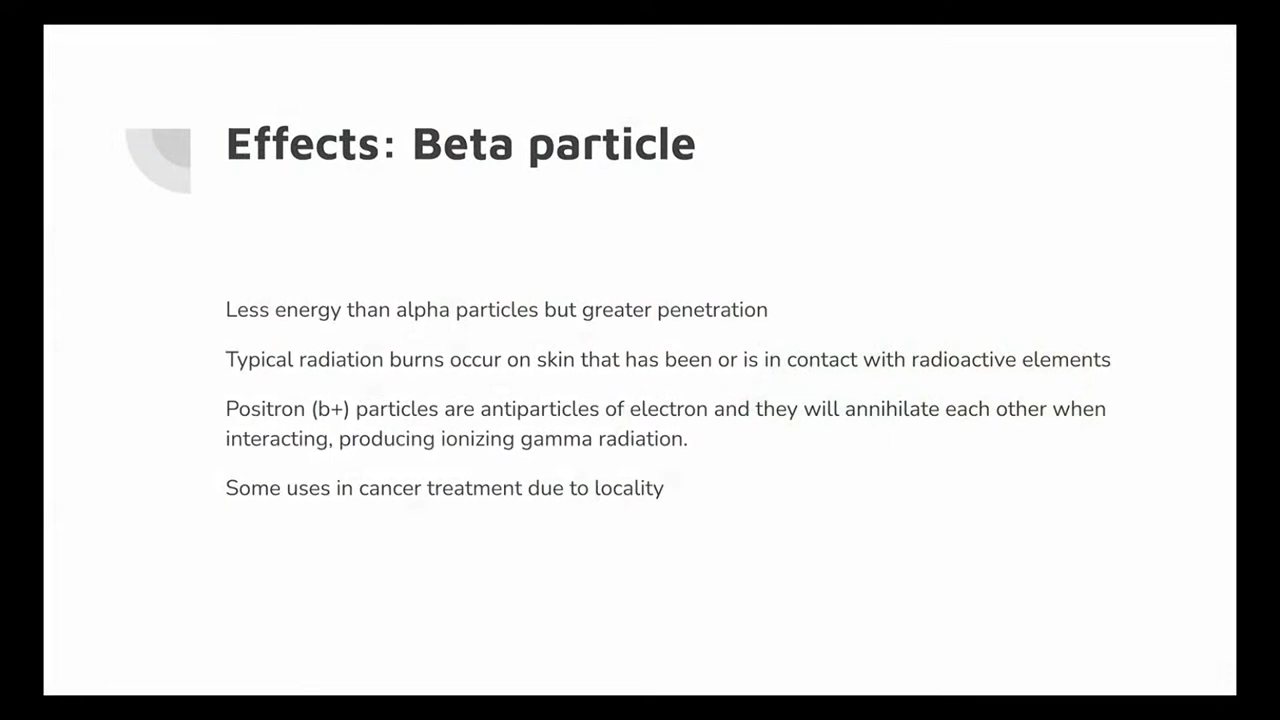 Effects: Beta particle
Less energy than alpha particles but greater penetration
Typical radiation burns occur on skin that has been or is in contact with radioactive elements
Positron (b+) particles are antiparticles of electron and they will annihilate each other when
interacting, producing ionizing gamma radiation.
Some uses in cancer treatment due to locality